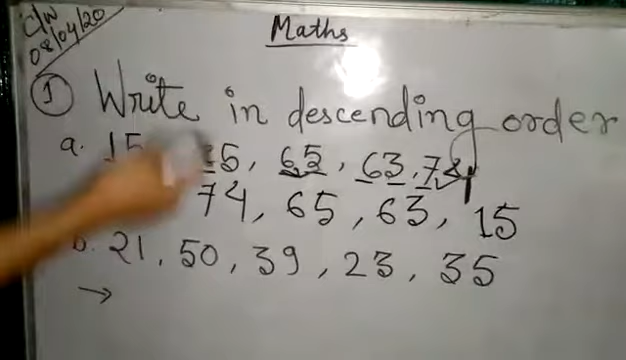 C/W
08/04/20
Maths
① Write in descending order
a. 15, 65, 63, 74
74, 65, 63, 15
b. 21, 50, 39, 23, 35
→